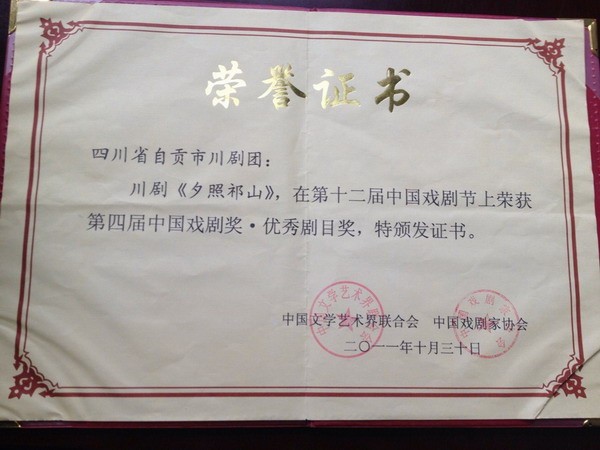 荣誉证书
四川省自贡市川剧团：
川剧《夕照祁山》，在第十二届中国戏剧节上荣获
第四届中国戏剧奖·优秀剧目奖，特颁发证书。
中国文学艺术界联合会 中国戏剧家协会
二〇一一年十月三十日